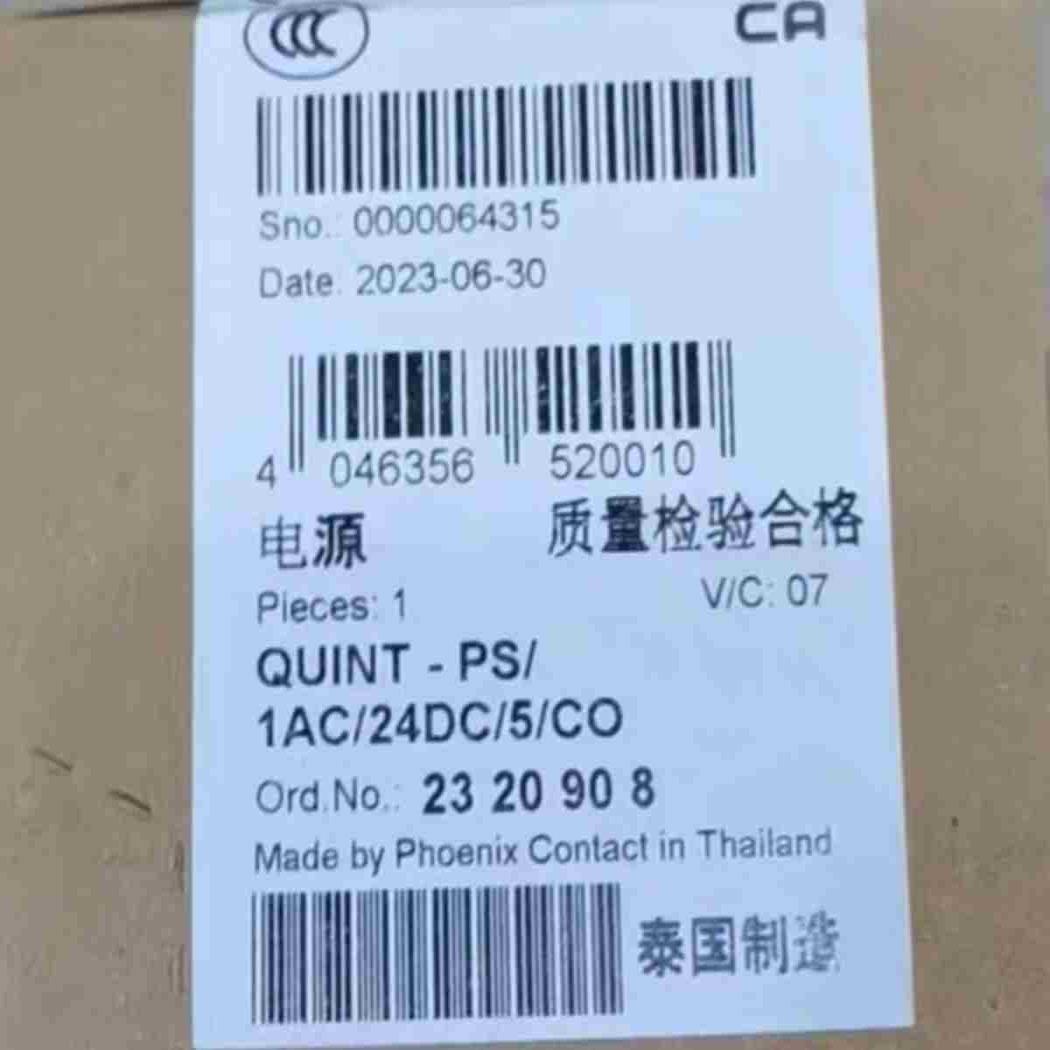 CCC
CA
Sno.: 0000064315
Date. 2023-06-30
4 046356 520010
电源 质量检验合格
Pieces: 1 V/C: 07
QUINT - PS/
1AC/24DC/5/CO
Ord.No.: 23 20 90 8
Made by Phoenix Contact in Thailand
泰国制造